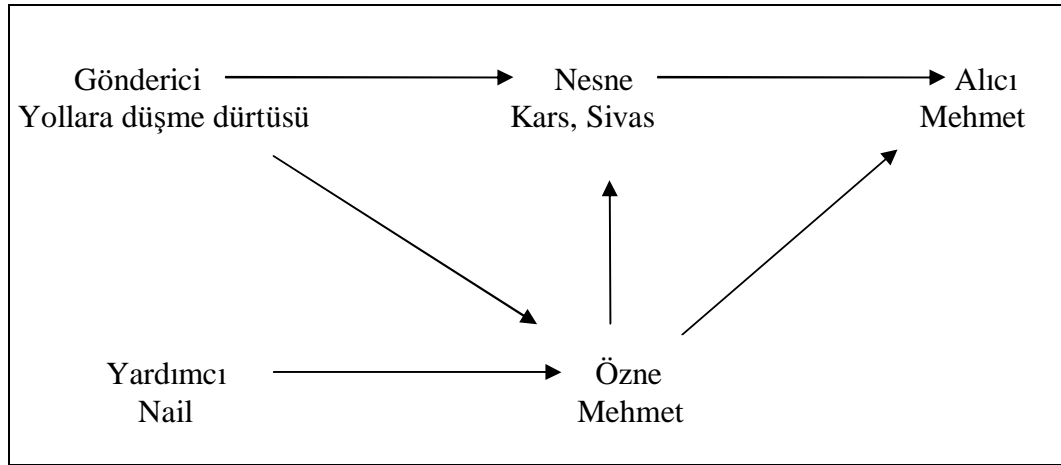 Gönderici
Yollara düşme dürtüsü
Nesne
Kars, Sivas
Alıcı
Mehmet
Yardımcı
Nail
Özne
Mehmet